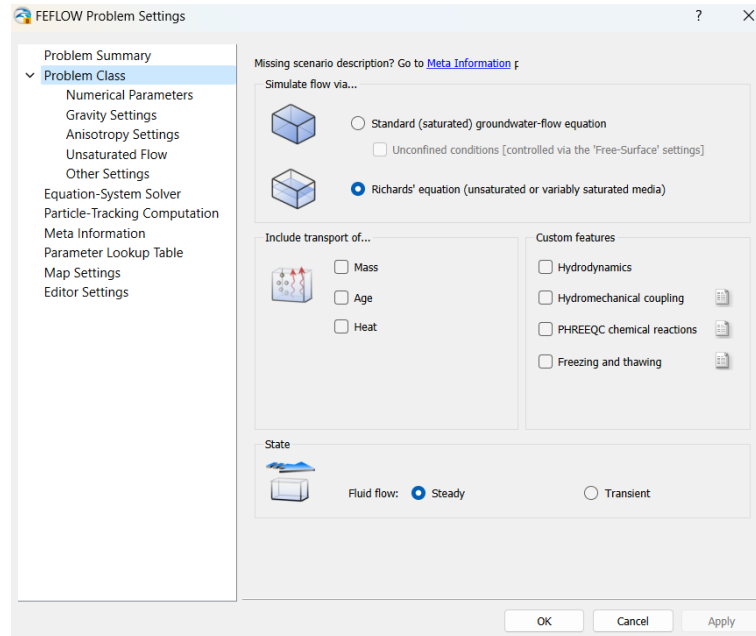 FEFLOW Problem Settings ?
Problem Summary
Problem Class
Numerical Parameters
Gravity Settings
Anisotropy Settings
Unsaturated Flow
Other Settings
Equation-System Solver
Particle-Tracking Computation
Meta Information
Parameter Lookup Table
Map Settings
Editor Settings
Missing scenario description? Go to Meta Information
Simulate flow via...
Standard (saturated) groundwater-flow equation
Unconfined conditions [controlled via the 'Free-Surface' settings]
Richards' equation (unsaturated or variably saturated media)
Include transport of...
Mass
Age
Heat
Custom features
Hydrodynamics
Hydromechanical coupling
PHREEQC chemical reactions
Freezing and thawing
State
Fluid flow: Steady Transient
OK Cancel Apply